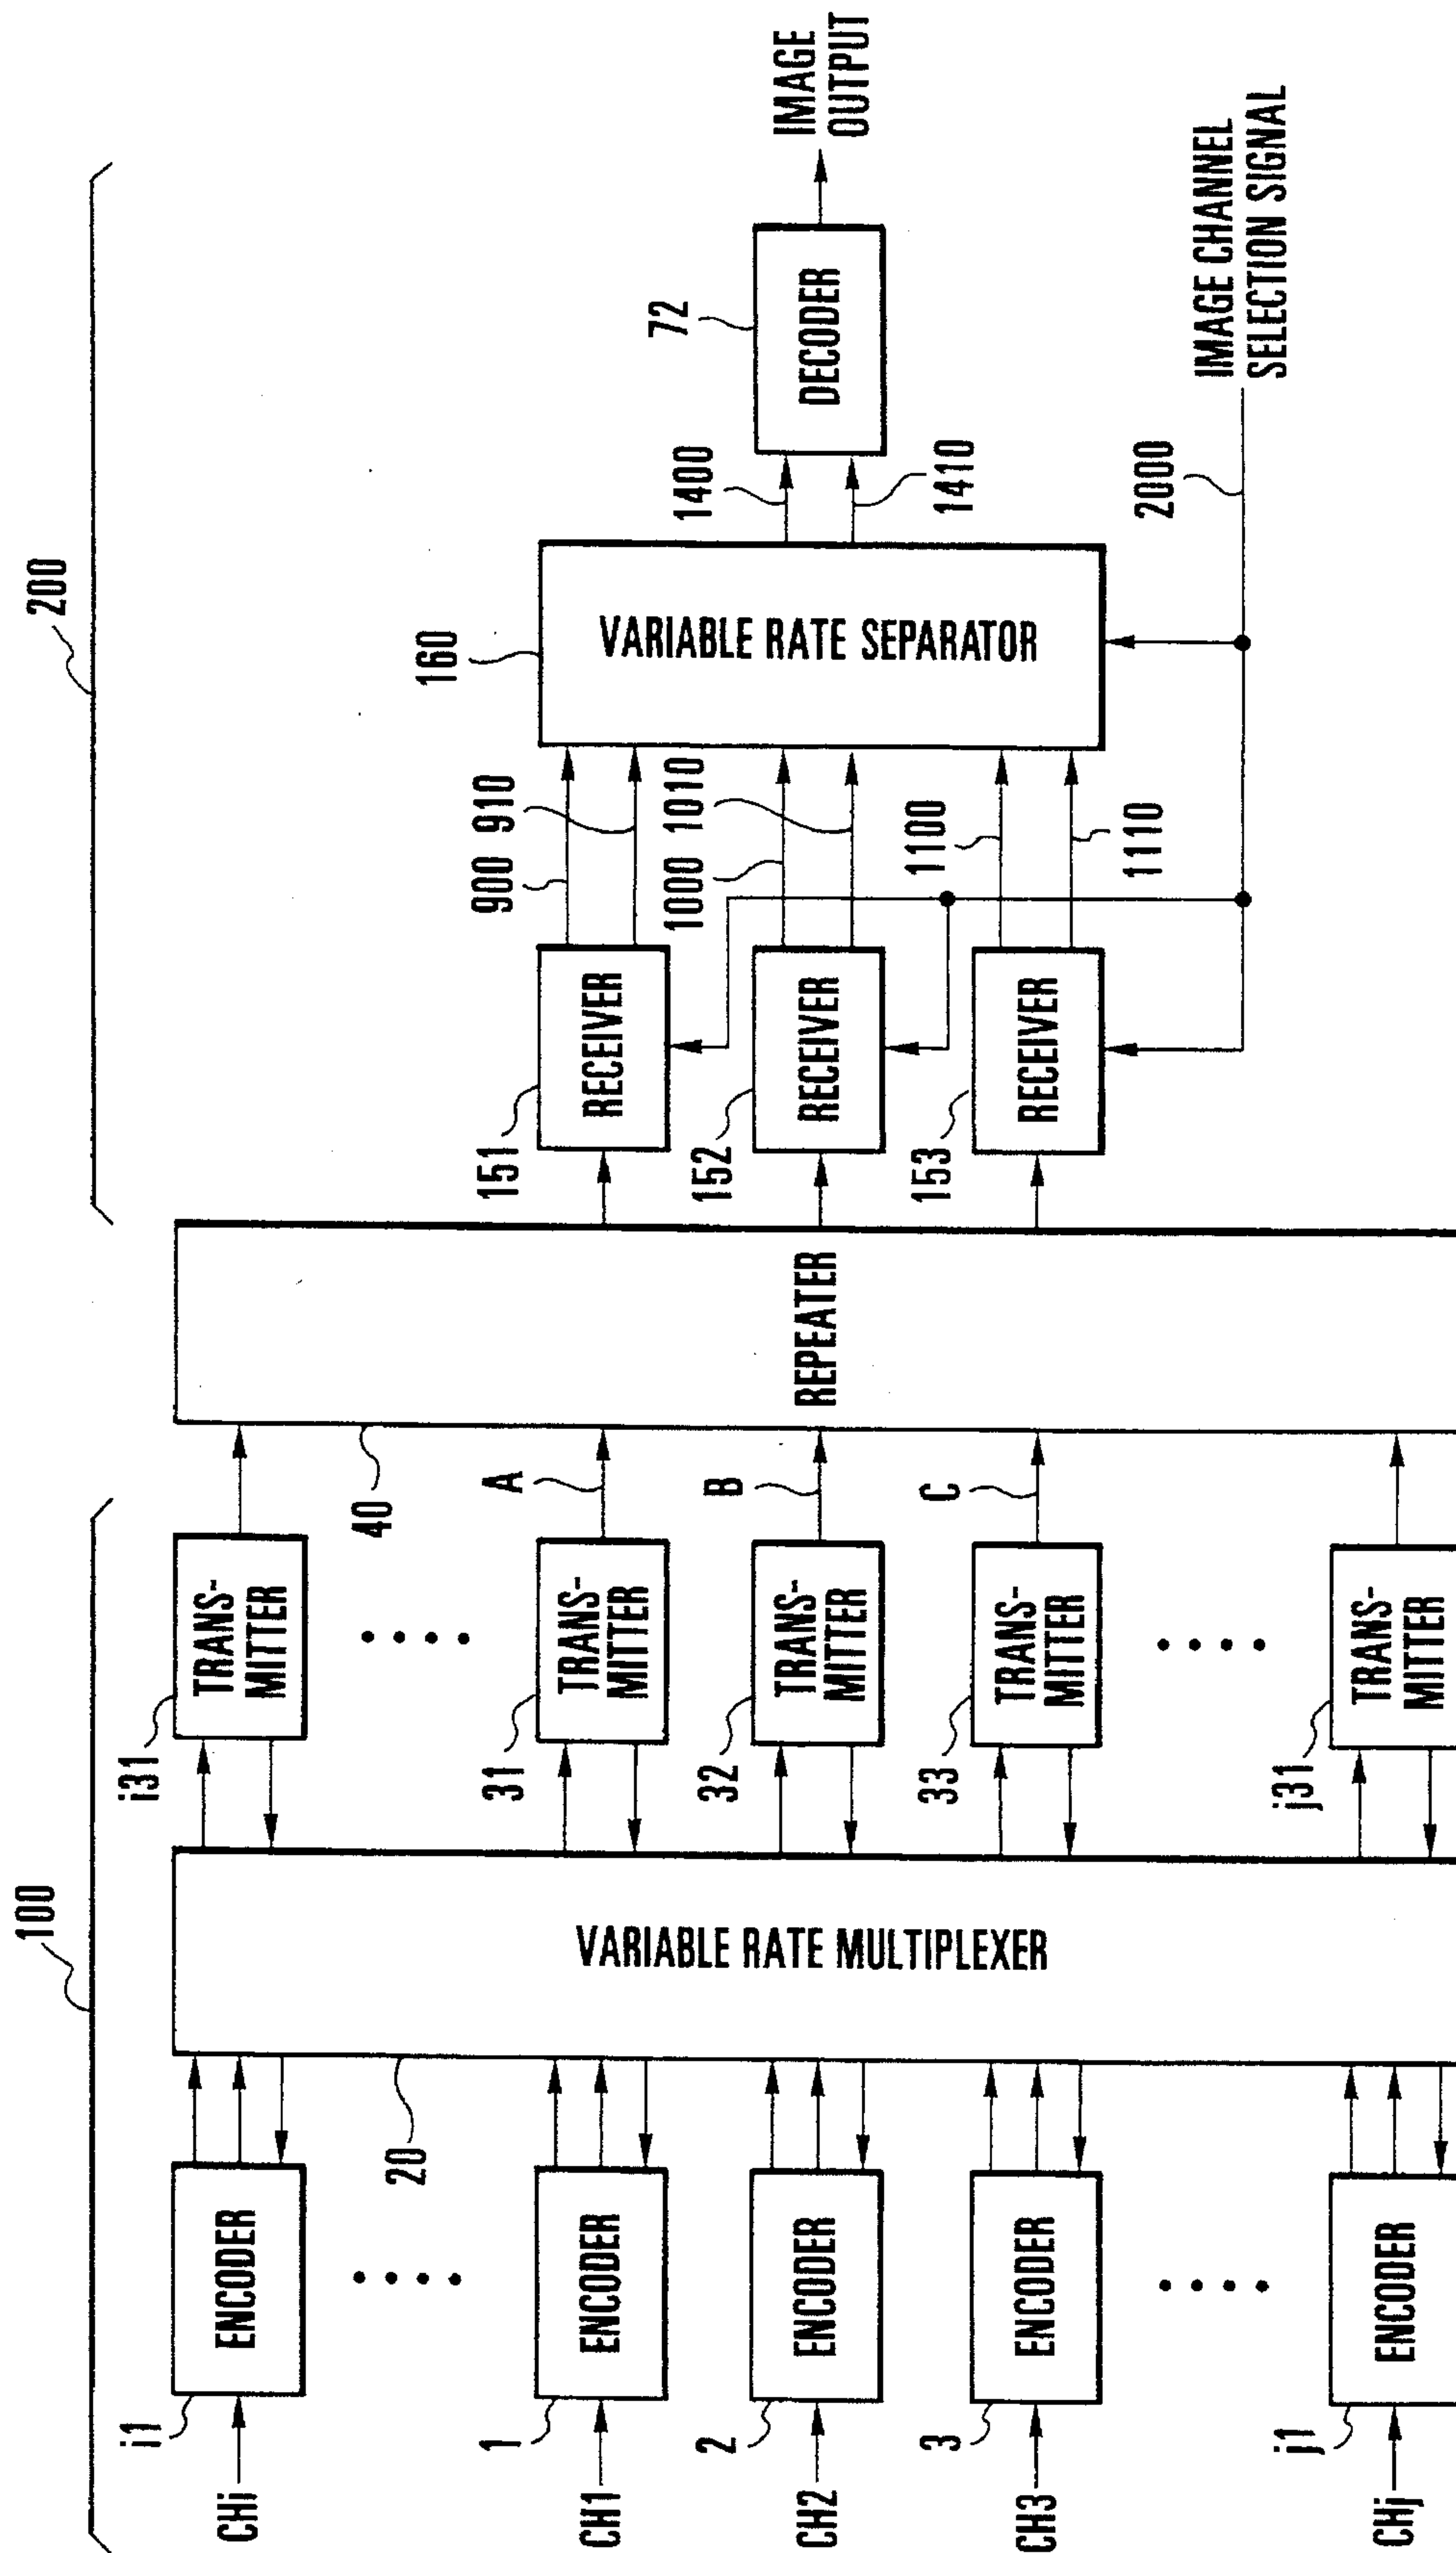 100
200
CHi
i1
ENCODER
i31
TRANS-
MITTER
20
40
CH1
1
ENCODER
31
TRANS-
MITTER
A
151
RECEIVER
900
910
160
CH2
2
ENCODER
VARIABLE RATE MULTIPLEXER
32
TRANS-
MITTER
B
REPEATER
152
RECEIVER
1000
1010
VARIABLE RATE SEPARATOR
1400
1410
72
DECODER
IMAGE
OUTPUT
CH3
3
ENCODER
33
TRANS-
MITTER
C
153
RECEIVER
1100
1110
2000
IMAGE CHANNEL
SELECTION SIGNAL
CHj
j1
ENCODER
j31
TRANS-
MITTER